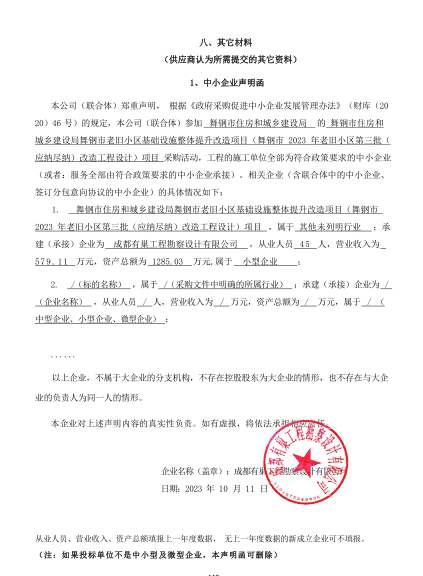 八、其它材料
（供应商认为所需提交的其它资料）
1、中小企业声明函
本公司（联合体）郑重声明， 根据《政府采购促进中小企业发展管理办法》（财库（20
20）46 号）的规定，本公司（联合体）参加 舞钢市住房和城乡建设局 的 舞钢市住房和
城乡建设局舞钢市老旧小区基础设施整体提升改造项目（舞钢市 2023 年老旧小区第三批（
应纳尽纳）改造工程设计）项目 采购活动，工程的施工单位全部为符合政策要求的中小企业
（或者：服务全部由符合政策要求的中小企业承接）。相关企业（含联合体中的中小企业、
签订分包意向协议的中小企业）的具体情况如下：
1. 舞钢市住房和城乡建设局舞钢市老旧小区基础设施整体提升改造项目（舞钢市
2023 年老旧小区第三批（应纳尽纳）改造工程设计）项目 ，属于 其他未列明行业 ；承
建（承接）企业为 成都有巢工程勘察设计有限公司 ，从业人员 45 人，营业收入为
579.11 万元，资产总额为 1285.03 万元,属于 小型企业 ；
2. /（标的名称） ，属于 /（采购文件中明确的所属行业）；承建（承接）企业为 /
（企业名称） ，从业人员 / 人，营业收入为 / 万元，资产总额为 / 万元，属于 / （
中型企业、小型企业、微型企业） ；
......
以上企业，不属于大企业的分支机构，不存在控股股东为大企业的情形，也不存在与大企
业的负责人为同一人的情形。
本企业对上述声明内容的真实性负责。如有虚报，将依法承担相应责任。
企业名称（盖章）：成都有巢工程勘察设计有限公司
日期：2023 年 10 月 11 日
从业人员、营业收入、资产总额填报上一年度数据， 无上一年度数据的新成立企业可不填报。
（注：如果投标单位不是中小型及微型企业，本声明函可删除）